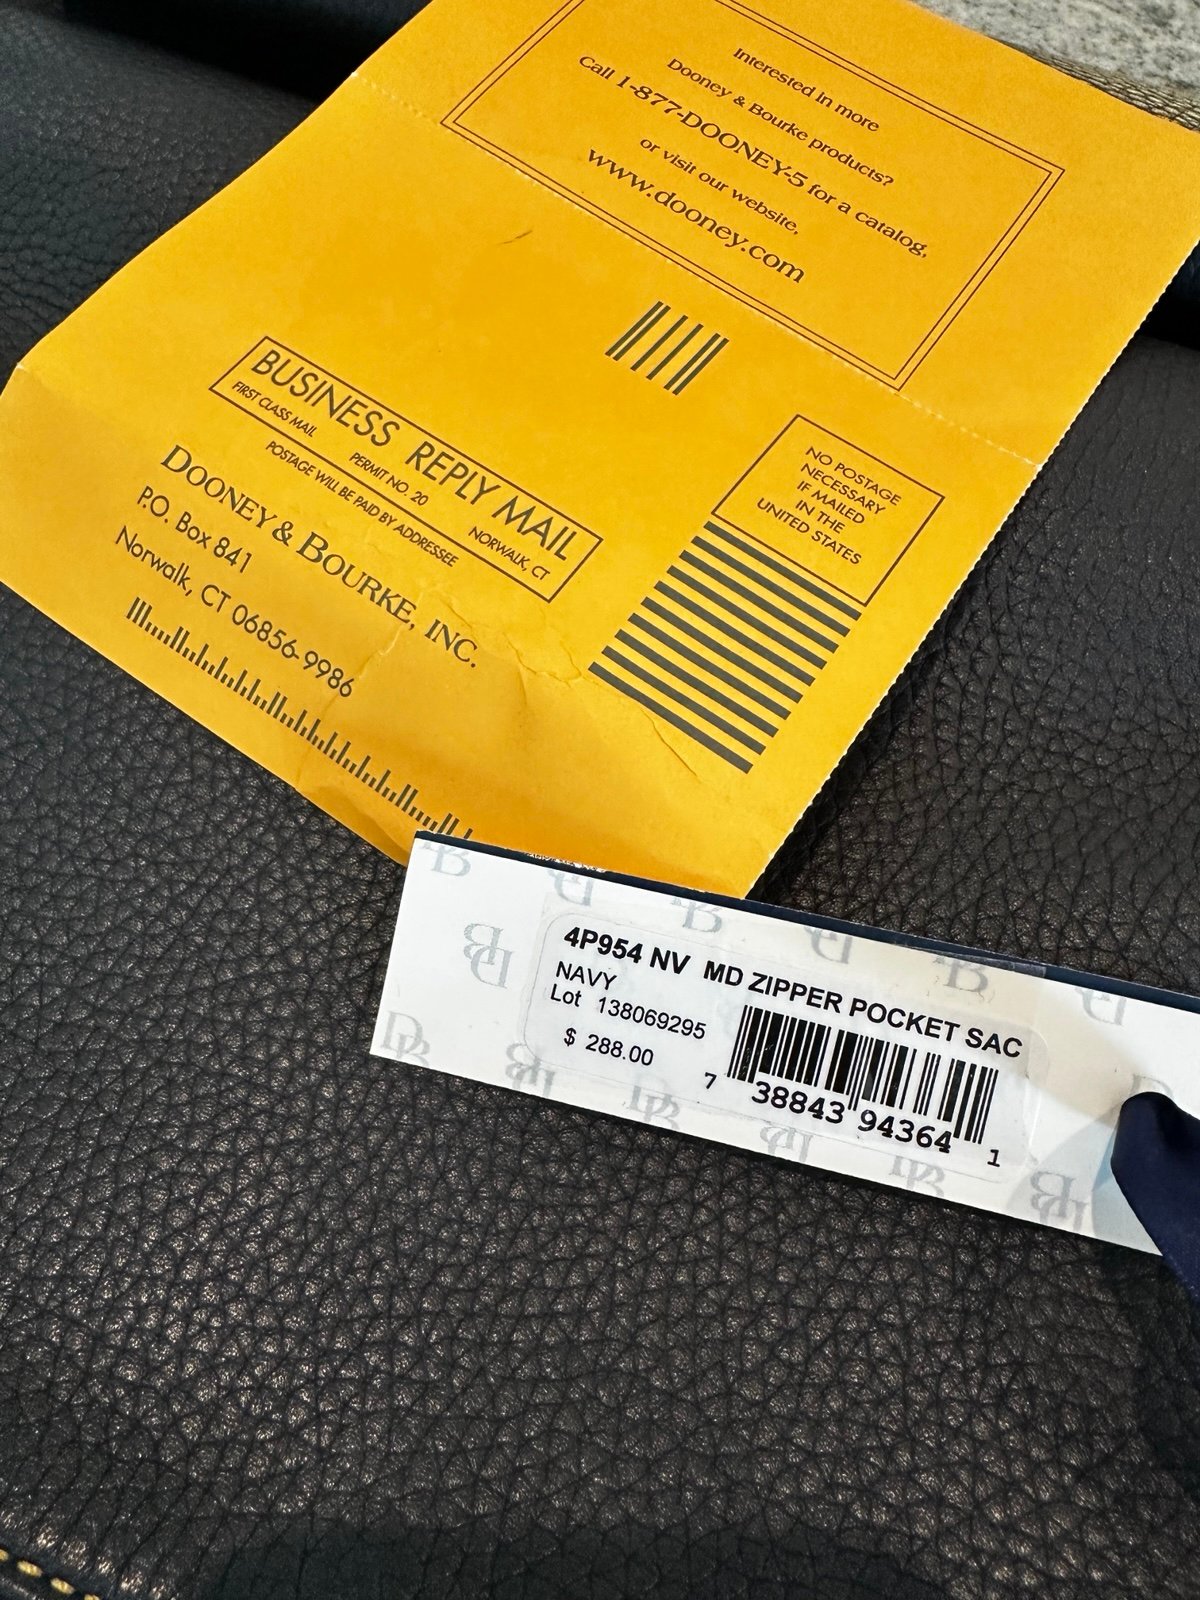 Interested in more
Dooney & Bourke products?
Call 1-877-DOONEY-5 for a catalog,
or visit our website,
www.dooney.com
NO POSTAGE
NECESSARY
IF MAILED
IN THE
UNITED STATES
BUSINESS REPLY MAIL
FIRST CLASS MAIL PERMIT NO. 20 NORWALK, CT
POSTAGE WILL BE PAID BY ADDRESSEE
DOONEY & BOURKE, INC.
P.O. Box 841
Norwalk, CT 06856-9986
4P954 NV MD ZIPPER POCKET SAC
NAVY
Lot 138069295
$ 288.00
7 38843 94364 1